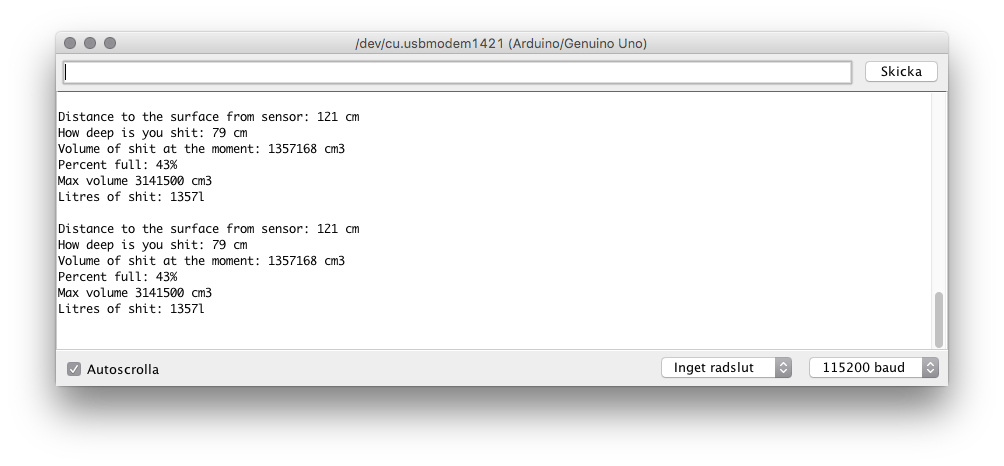 /dev/cu.usbmodem1421 (Arduino/Genuino Uno)
Skicka
Distance to the surface from sensor: 121 cm
How deep is you shit: 79 cm
Volume of shit at the moment: 1357168 cm3
Percent full: 43%
Max volume 3141500 cm3
Litres of shit: 1357l
Distance to the surface from sensor: 121 cm
How deep is you shit: 79 cm
Volume of shit at the moment: 1357168 cm3
Percent full: 43%
Max volume 3141500 cm3
Litres of shit: 1357l
Autoscrolla
Inget radslut
115200 baud